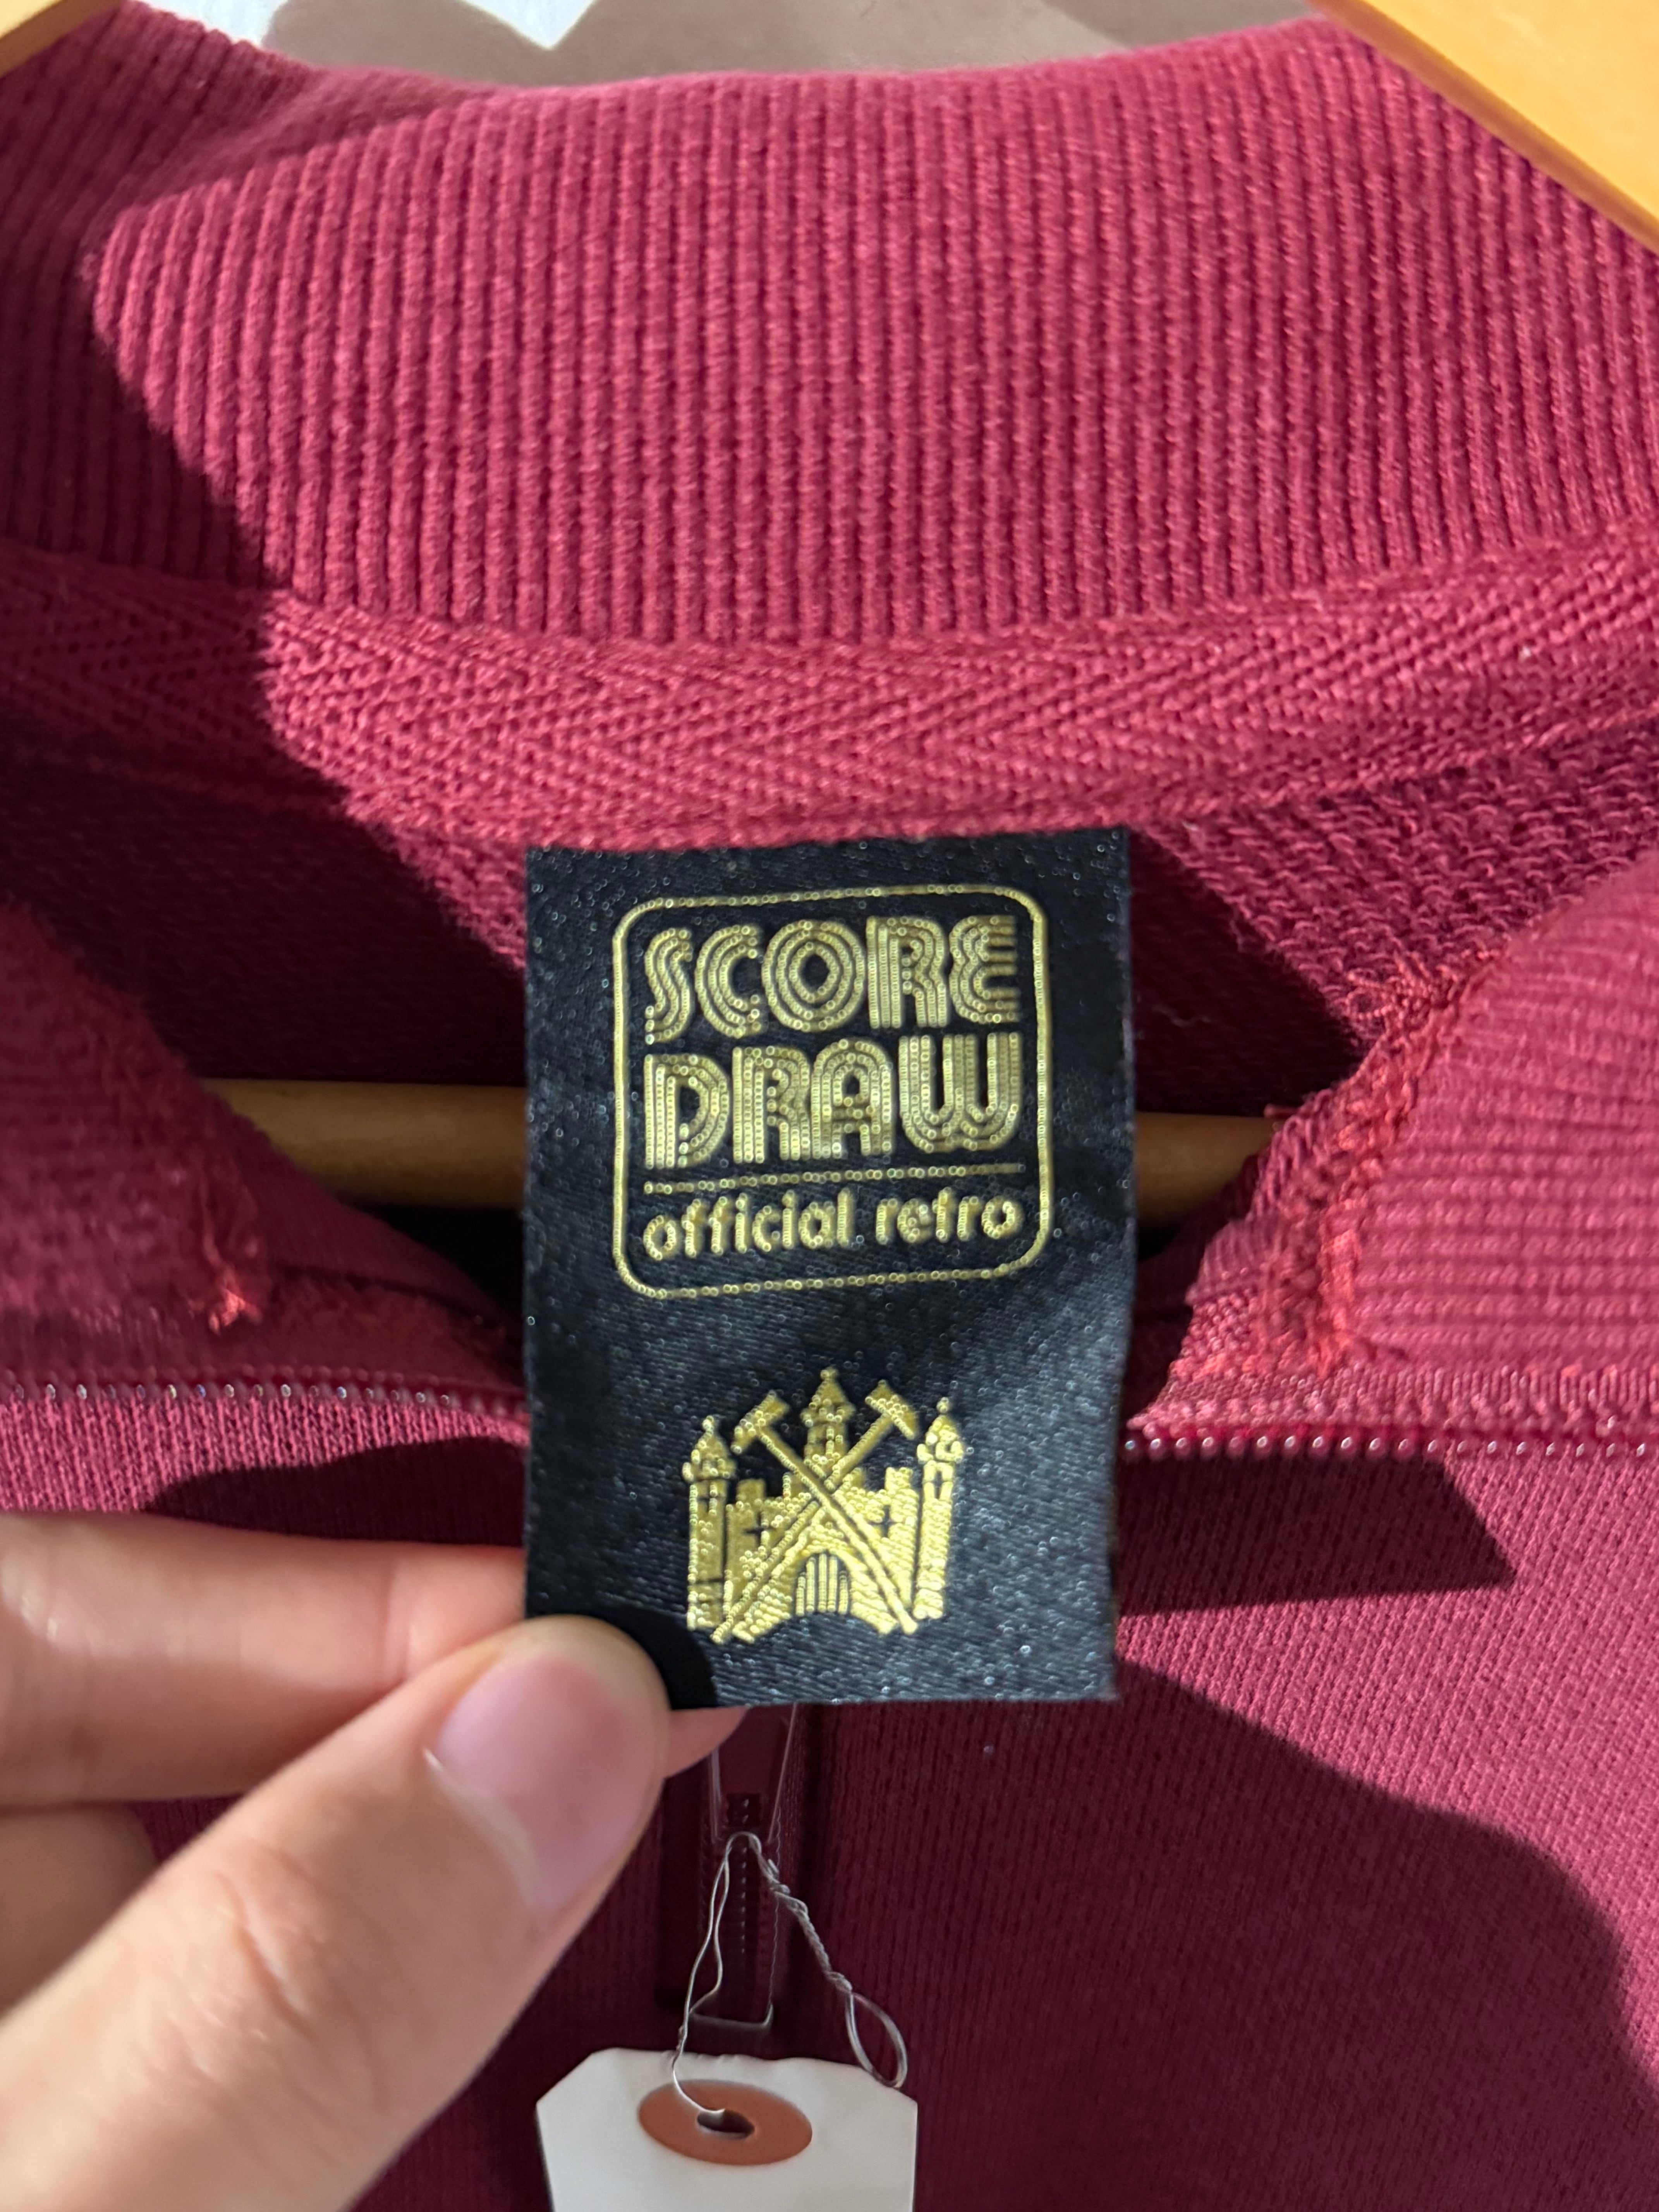 SCORE
DRAW
official retro